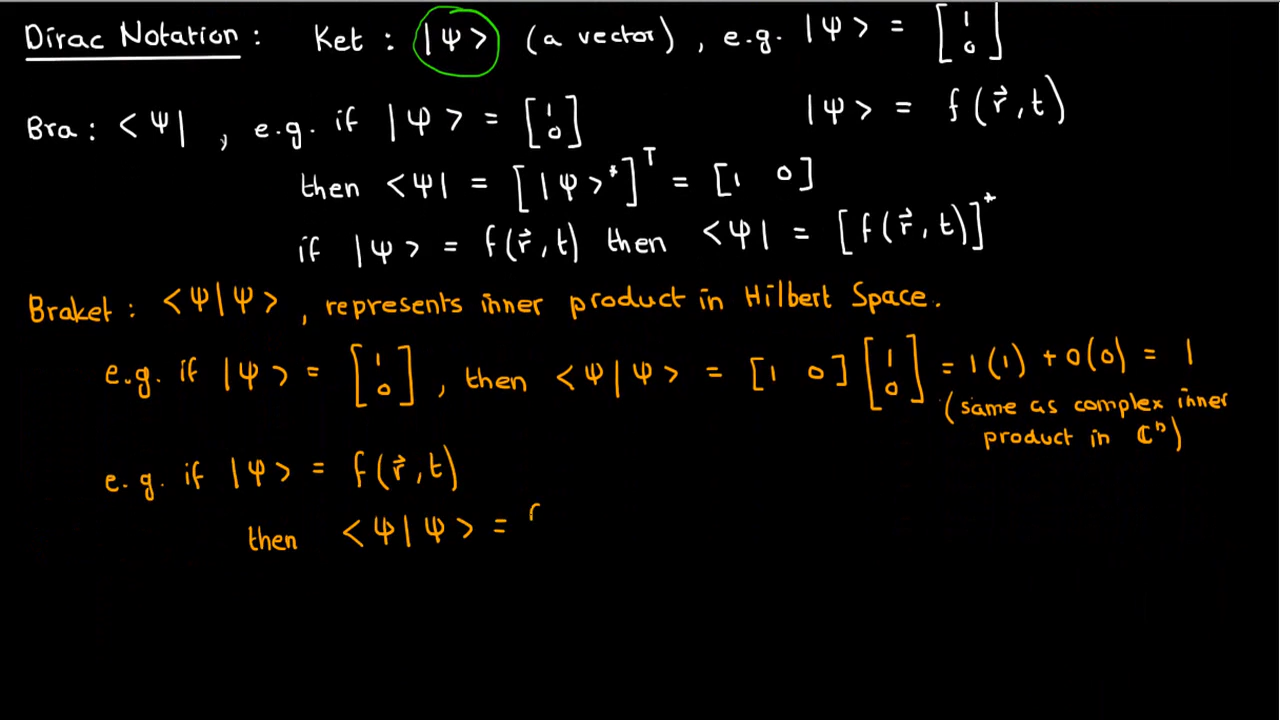 Dirac Notation : Ket : |Ψ> (a vector), e.g. |Ψ> = [1 0]
|Ψ> = f(r⃗,t)
Bra : <Ψ| , e.g. if |Ψ> = [1 0]
then <Ψ| = [|Ψ>*]ᵀ = [1 0]
if |Ψ> = f(r⃗,t) then <Ψ| = [f(r⃗,t)]*
Braket : <Ψ|Ψ> , represents inner product in Hilbert Space.
e.g. if |Ψ> = [1 0] , then <Ψ|Ψ> = [1 0] [1 0] = 1(1) + 0(0) = 1
(same as complex inner
product in ℂⁿ)
e.g. if |Ψ> = f(r⃗,t)
then <Ψ|Ψ> =